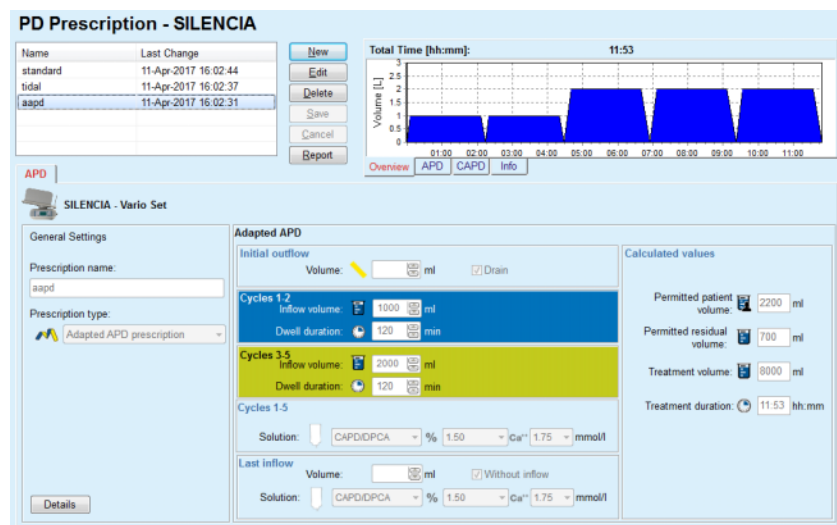 PD Prescription - SILENCIA
Name Last Change
standard 11-Apr-2017 16:02:44
tidal 11-Apr-2017 16:02:37
aapd 11-Apr-2017 16:02:31
New
Edit
Delete
Save
Cancel
Report
Total Time [hh:mm]: 11:53
Volume [L]
3
2.5
2
1.5
1
0.5
0
01:00 02:00 03:00 04:00 05:00 06:00 07:00 08:00 09:00 10:00 11:00
Overview APD CAPD Info
APD
SILENCIA - Vario Set
General Settings
Prescription name:
aapd
Prescription type:
Adapted APD prescription
Details
Adapted APD
Initial outflow
Volume: ml Drain
Cycles 1-2
Inflow volume: 1000 ml
Dwell duration: 120 min
Cycles 3-5
Inflow volume: 2000 ml
Dwell duration: 120 min
Cycles 1-5
Solution: CAPD/DPCA % 1.50 Ca⁺⁺ 1.75 mmol/l
Last inflow
Volume: ml Without inflow
Solution: CAPD/DPCA % 1.50 Ca⁺⁺ 1.75 mmol/l
Calculated values
Permitted patient
volume: 2200 ml
Permitted residual
volume: 700 ml
Treatment volume: 8000 ml
Treatment duration: 11:53 hh:mm